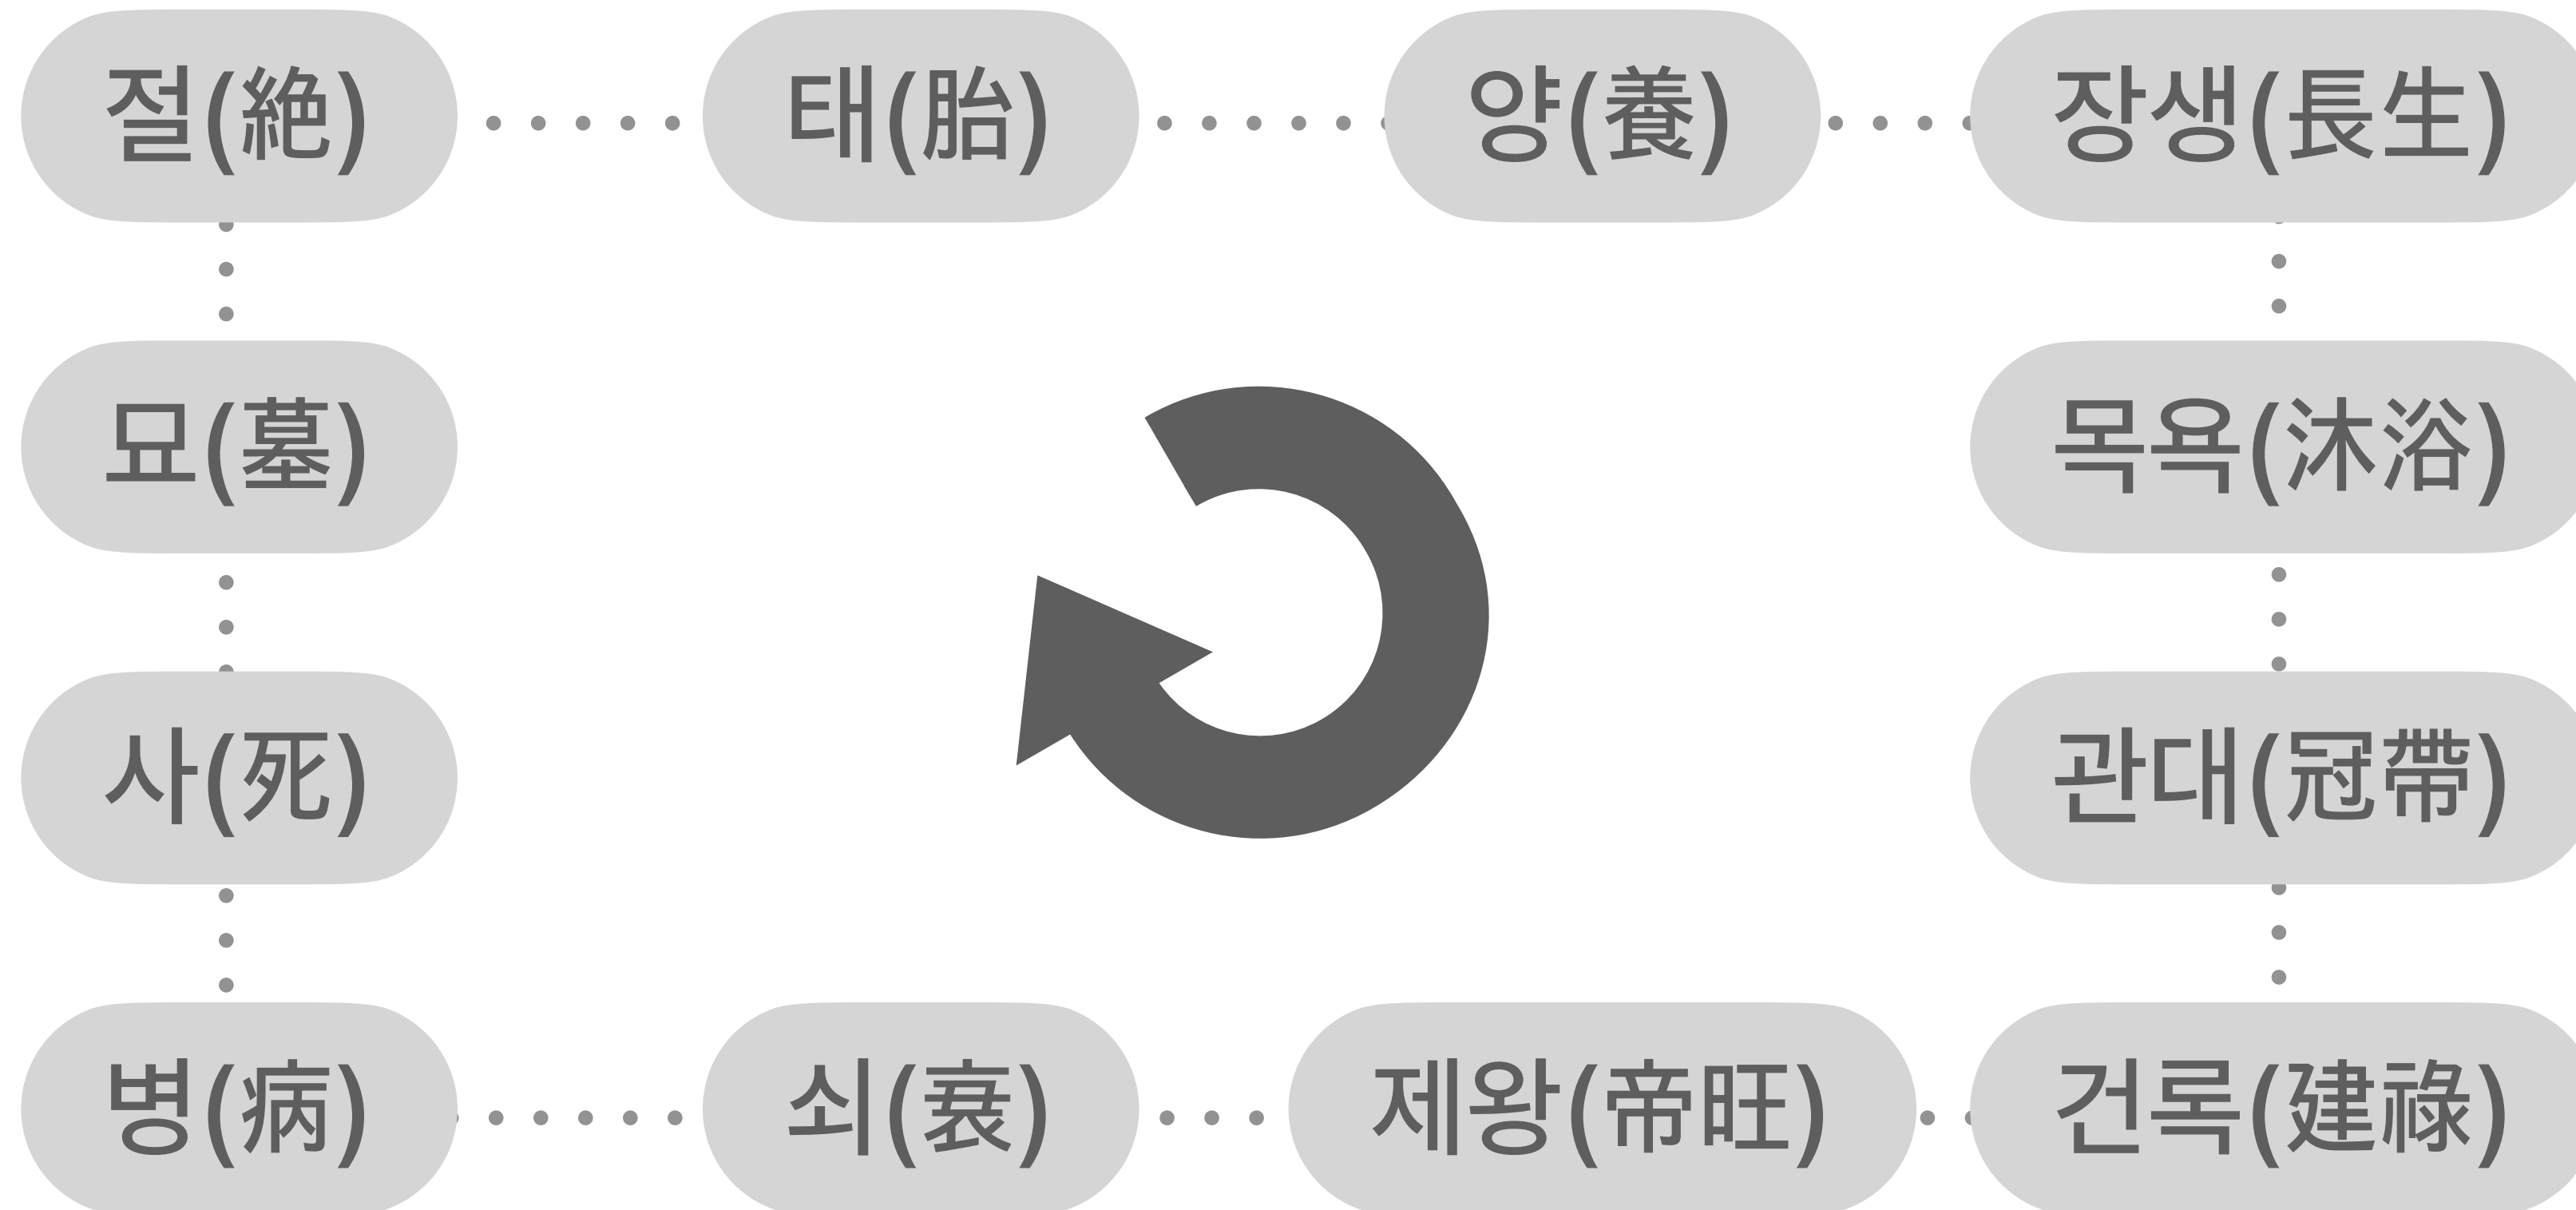 절(絶) 태(胎) 양(養) 장생(長生)
묘(墓) 목욕(沐浴)
사(死) 관대(冠帶)
병(病) 쇠(衰) 제왕(帝旺) 건록(建祿)